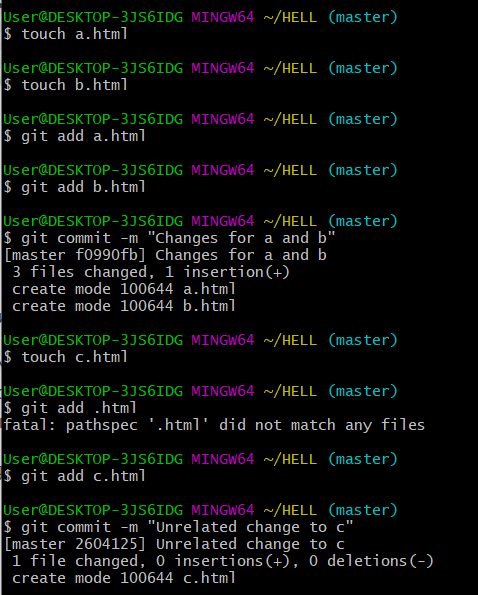 User@DESKTOP-3JS6IDG MINGW64 ~/HELL (master)
$ touch a.html
User@DESKTOP-3JS6IDG MINGW64 ~/HELL (master)
$ touch b.html
User@DESKTOP-3JS6IDG MINGW64 ~/HELL (master)
$ git add a.html
User@DESKTOP-3JS6IDG MINGW64 ~/HELL (master)
$ git add b.html
User@DESKTOP-3JS6IDG MINGW64 ~/HELL (master)
$ git commit -m "Changes for a and b"
[master f0990fb] Changes for a and b
 3 files changed, 1 insertion(+)
 create mode 100644 a.html
 create mode 100644 b.html
User@DESKTOP-3JS6IDG MINGW64 ~/HELL (master)
$ touch c.html
User@DESKTOP-3JS6IDG MINGW64 ~/HELL (master)
$ git add .html
fatal: pathspec '.html' did not match any files
User@DESKTOP-3JS6IDG MINGW64 ~/HELL (master)
$ git add c.html
User@DESKTOP-3JS6IDG MINGW64 ~/HELL (master)
$ git commit -m "Unrelated change to c"
[master 2604125] Unrelated change to c
 1 file changed, 0 insertions(+), 0 deletions(-)
 create mode 100644 c.html